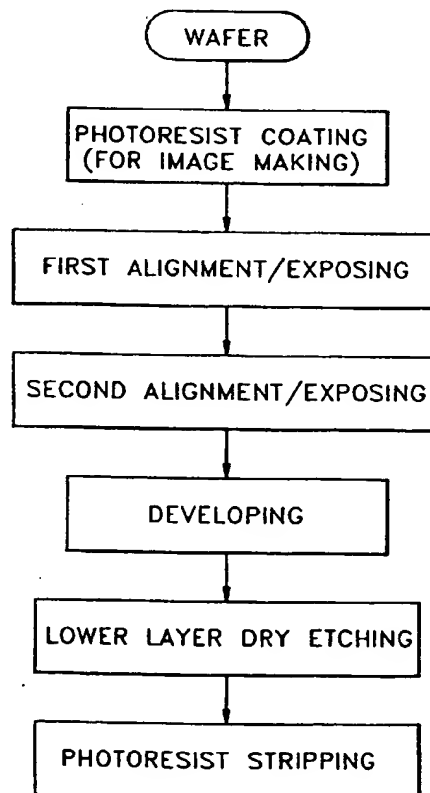 WAFER
PHOTORESIST COATING
(FOR IMAGE MAKING)
FIRST ALIGNMENT/EXPOSING
SECOND ALIGNMENT/EXPOSING
DEVELOPING
LOWER LAYER DRY ETCHING
PHOTORESIST STRIPPING